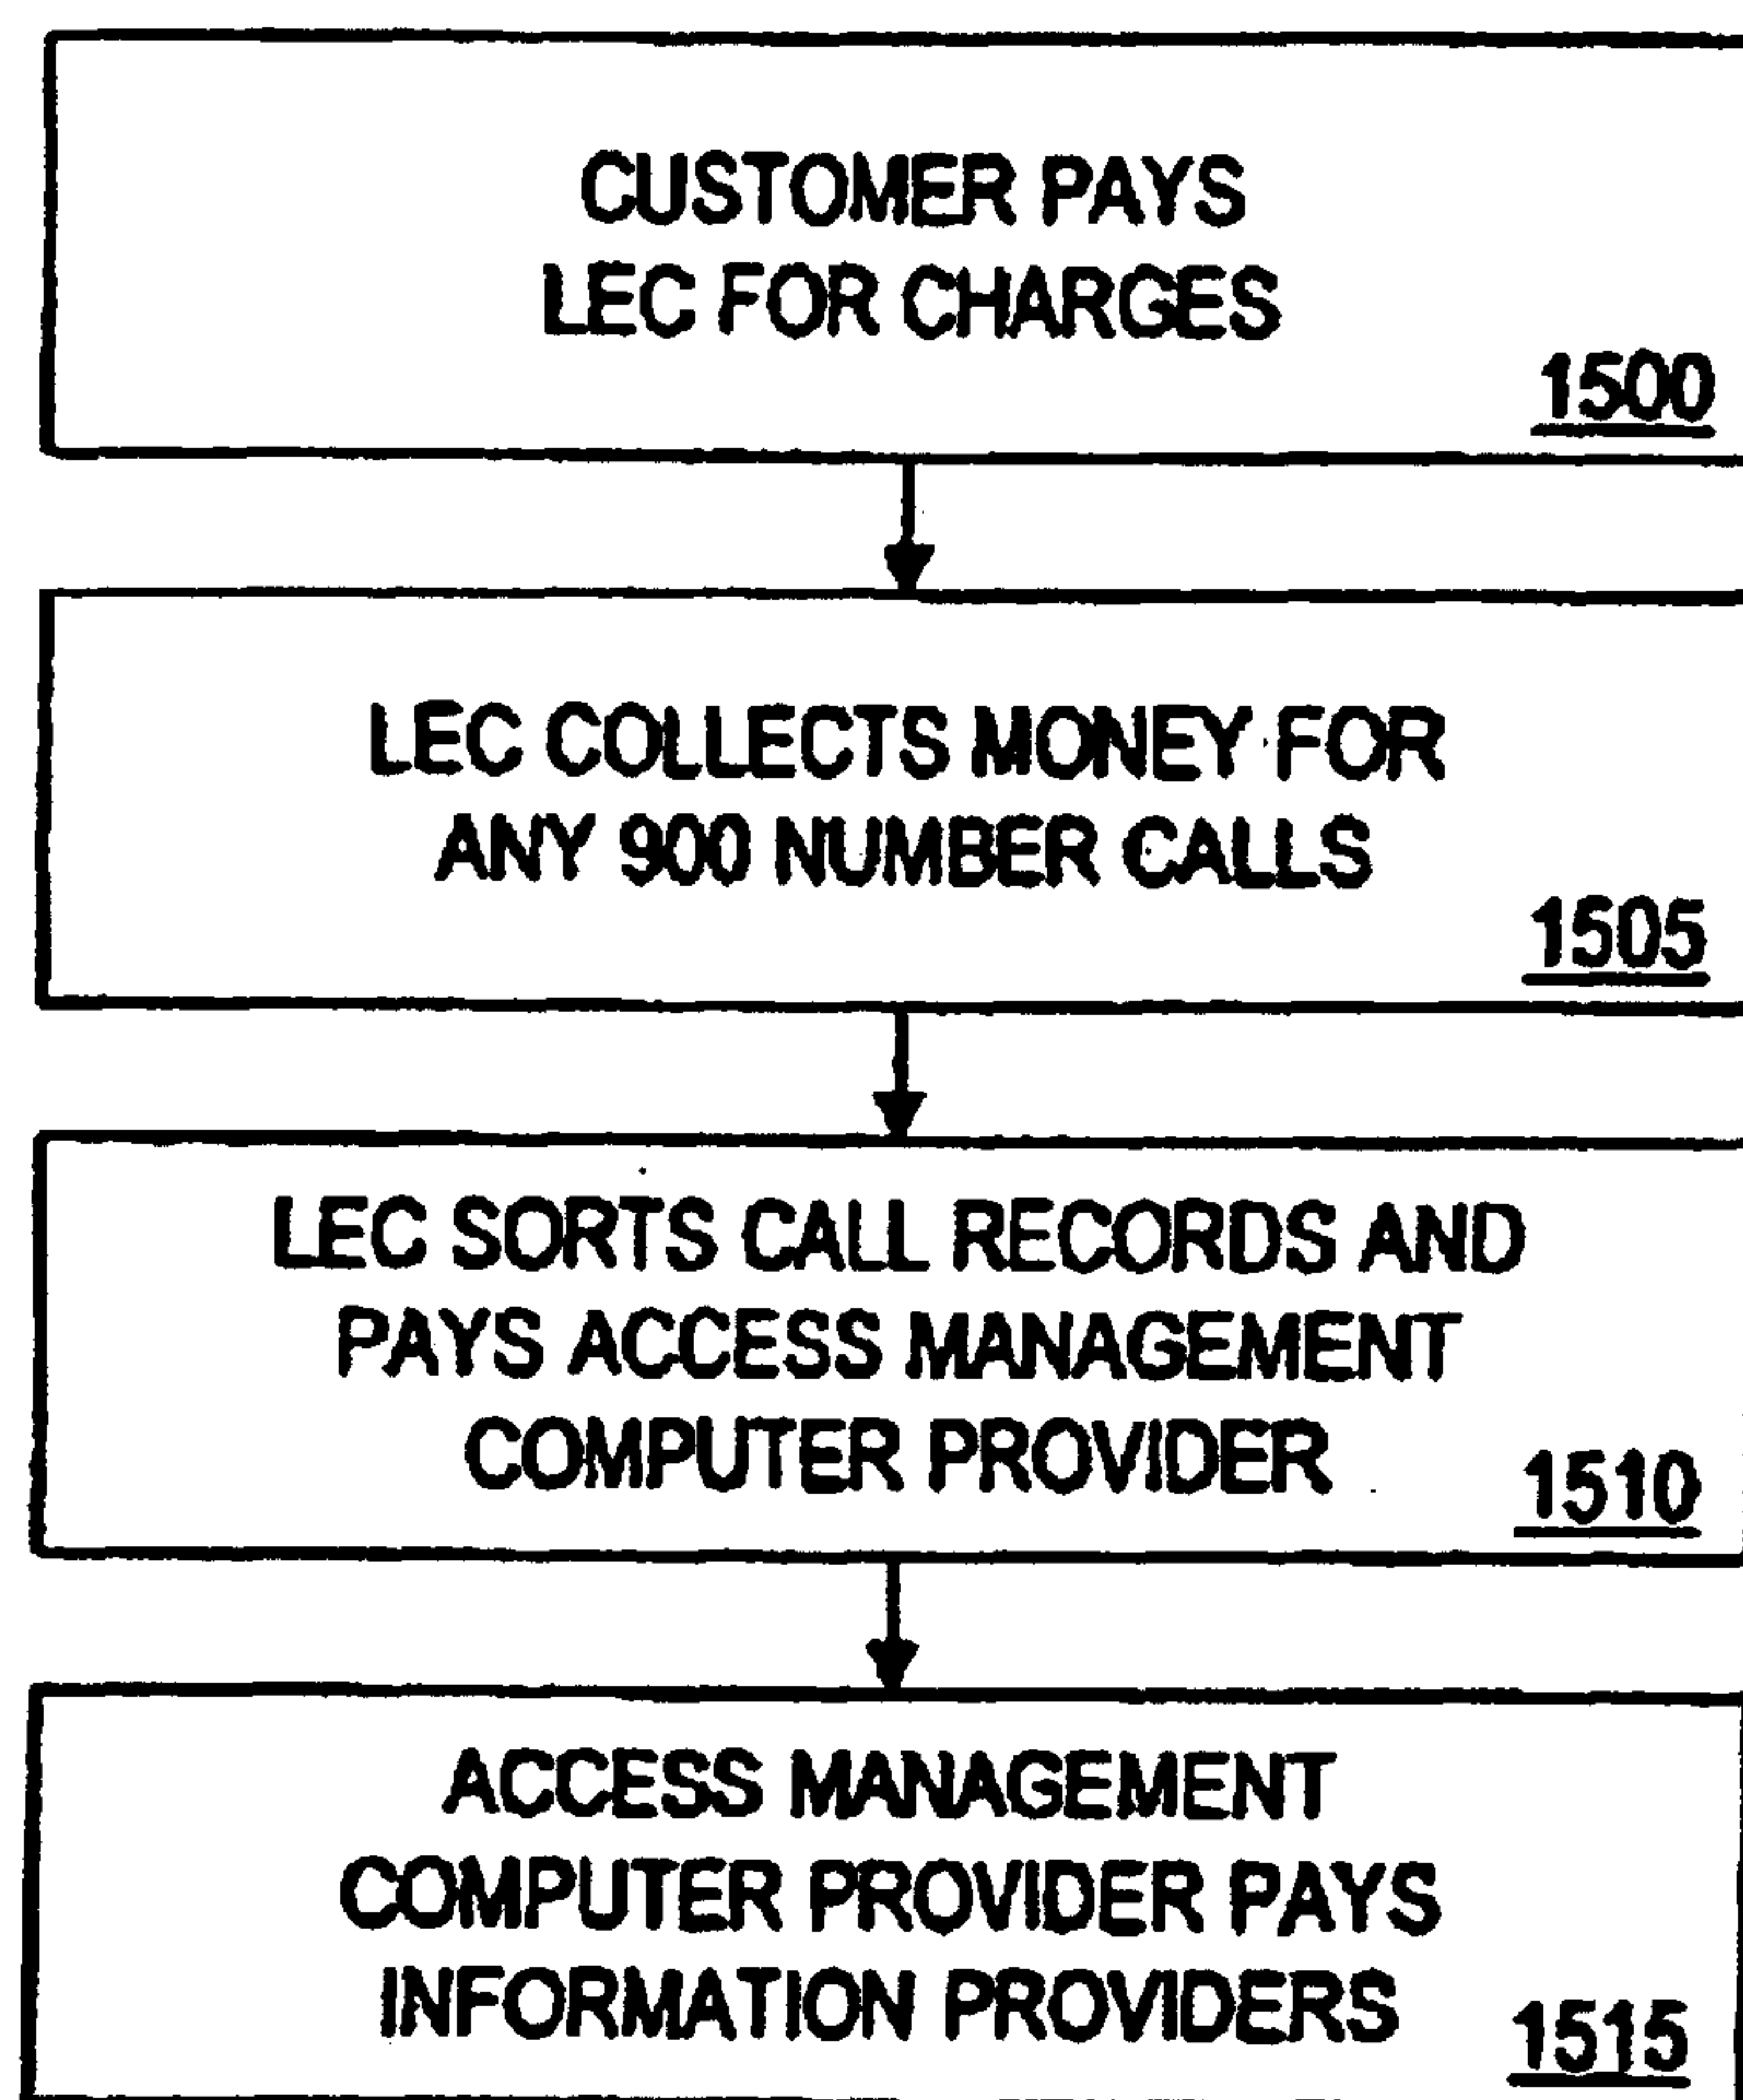 CUSTOMER PAYS
LEC FOR CHARGES
1500
LEC COLLECTS MONEY FOR
ANY 900 NUMBER CALLS
1505
LEC SORTS CALL RECORDS AND
PAYS ACCESS MANAGEMENT
COMPUTER PROVIDER
1510
ACCESS MANAGEMENT
COMPUTER PROVIDER PAYS
INFORMATION PROVIDERS
1515